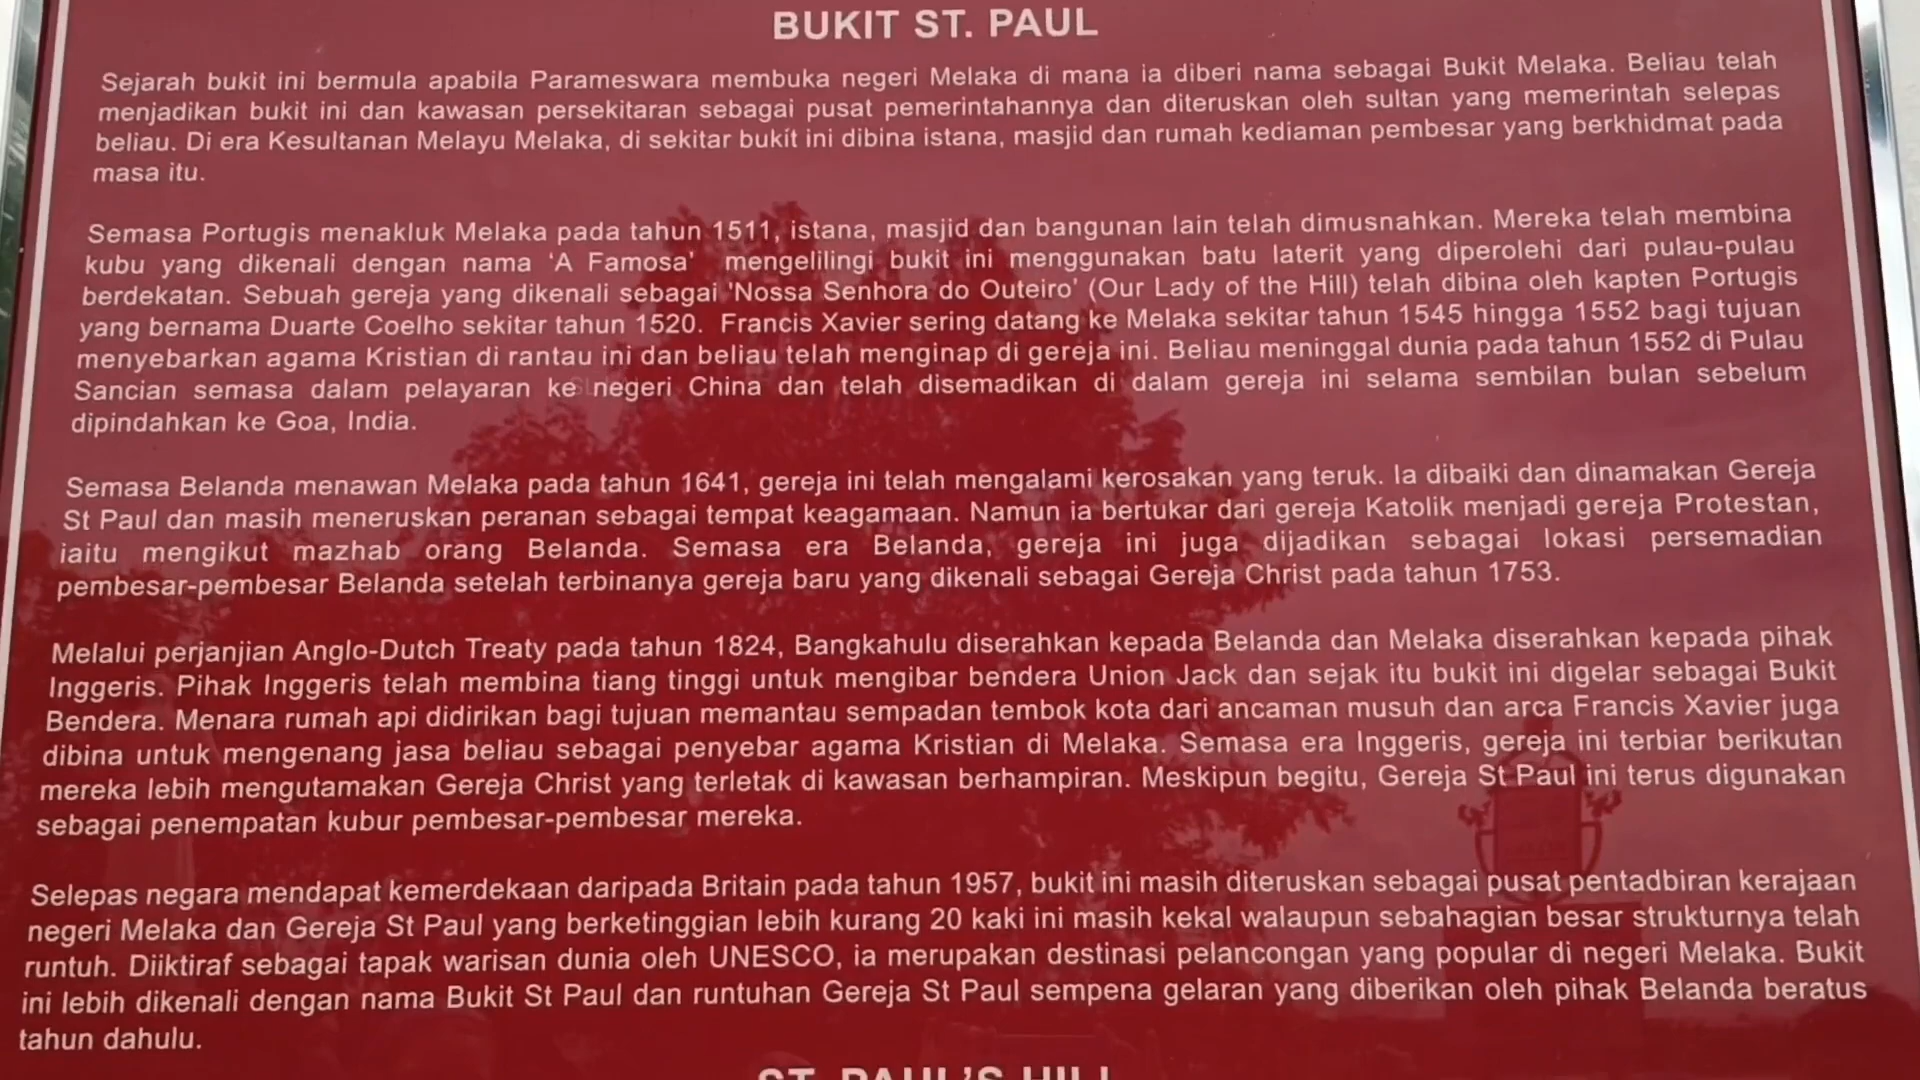 BUKIT ST. PAUL
Sejarah bukit ini bermula apabila Parameswara membuka negeri Melaka di mana ia diberi nama sebagai Bukit Melaka. Beliau telah
menjadikan bukit ini dan kawasan persekitaran sebagai pusat pemerintahannya dan diteruskan oleh sultan yang memerintah selepas
beliau. Di era Kesultanan Melayu Melaka, di sekitar bukit ini dibina istana, masjid dan rumah kediaman pembesar yang berkhidmat pada
masa itu.
Semasa Portugis menakluk Melaka pada tahun 1511, istana, masjid dan bangunan lain telah dimusnahkan. Mereka telah membina
kubu yang dikenali dengan nama 'A Famosa' mengelilingi bukit ini menggunakan batu laterit yang diperolehi dari pulau-pulau
berdekatan. Sebuah gereja yang dikenali sebagai 'Nossa Senhora do Outeiro' (Our Lady of the Hill) telah dibina oleh kapten Portugis
yang bernama Duarte Coelho sekitar tahun 1520. Francis Xavier sering datang ke Melaka sekitar tahun 1545 hingga 1552 bagi tujuan
menyebarkan agama Kristian di rantau ini dan beliau telah menginap di gereja ini. Beliau meninggal dunia pada tahun 1552 di Pulau
Sancian semasa dalam pelayaran ke negeri China dan telah disemadikan di dalam gereja ini selama sembilan bulan sebelum
dipindahkan ke Goa, India.
Semasa Belanda menawan Melaka pada tahun 1641, gereja ini telah mengalami kerosakan yang teruk. Ia dibaiki dan dinamakan Gereja
St Paul dan masih meneruskan peranan sebagai tempat keagamaan. Namun ia bertukar dari gereja Katolik menjadi gereja Protestan,
iaitu mengikut mazhab orang Belanda. Semasa era Belanda, gereja ini juga dijadikan sebagai lokasi persemadian
pembesar-pembesar Belanda setelah terbinanya gereja baru yang dikenali sebagai Gereja Christ pada tahun 1753.
Melalui perjanjian Anglo-Dutch Treaty pada tahun 1824, Bangkahulu diserahkan kepada Belanda dan Melaka diserahkan kepada pihak
Inggeris. Pihak Inggeris telah membina tiang tinggi untuk mengibar bendera Union Jack dan sejak itu bukit ini digelar sebagai Bukit
Bendera. Menara rumah api didirikan bagi tujuan memantau sempadan tembok kota dari ancaman musuh dan arca Francis Xavier juga
dibina untuk mengenang jasa beliau sebagai penyebar agama Kristian di Melaka. Semasa era Inggeris, gereja ini terbiar berikutan
mereka lebih mengutamakan Gereja Christ yang terletak di kawasan berhampiran. Meskipun begitu, Gereja St Paul ini terus digunakan
sebagai penempatan kubur pembesar-pembesar mereka.
Selepas negara mendapat kemerdekaan daripada Britain pada tahun 1957, bukit ini masih diteruskan sebagai pusat pentadbiran kerajaan
negeri Melaka dan Gereja St Paul yang berketinggian lebih kurang 20 kaki ini masih kekal walaupun sebahagian besar strukturnya telah
runtuh. Diiktiraf sebagai tapak warisan dunia oleh UNESCO, ia merupakan destinasi pelancongan yang popular di negeri Melaka. Bukit
ini lebih dikenali dengan nama Bukit St Paul dan runtuhan Gereja St Paul sempena gelaran yang diberikan oleh pihak Belanda beratus
tahun dahulu.
ST. PAUL'S HILL